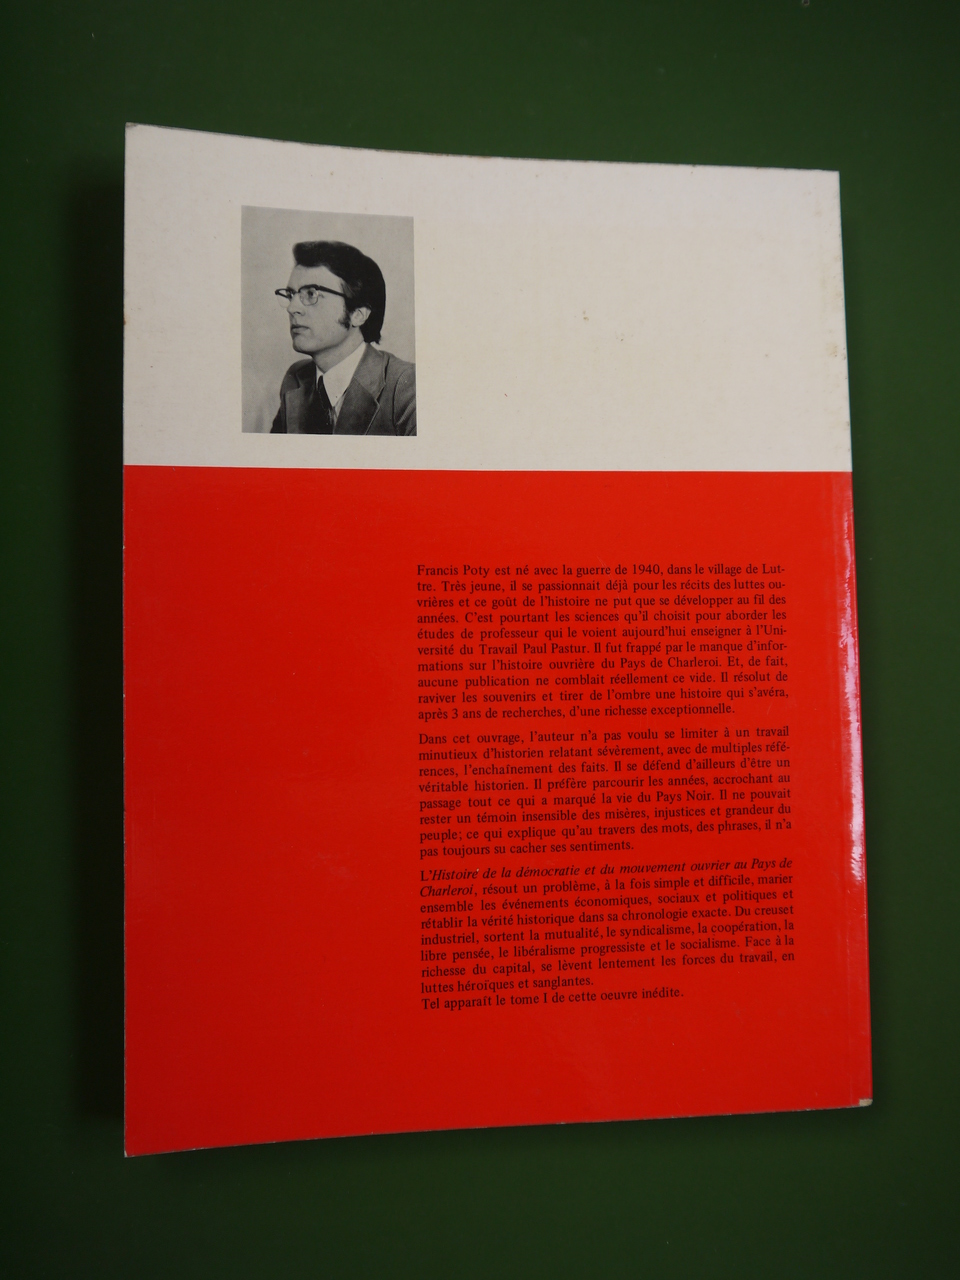 Francis Poty est né avec la guerre de 1940, dans le village de Lut-
tre. Très jeune, il se passionnait déjà pour les récits des luttes ou-
vrières et ce goût de l'histoire ne put que se développer au fil des
années. C'est pourtant les sciences qu'il choisit pour aborder les
études de professeur qui le voient aujourd'hui enseigner à l'Uni-
versité du Travail Paul Pastur. Il fut frappé par le manque d'infor-
mations sur l'histoire ouvrière du Pays de Charleroi. Et, de fait,
aucune publication ne comblait réellement ce vide. Il résolut de
raviver les souvenirs et tirer de l'ombre une histoire qui s'avéra,
après 3 ans de recherches, d'une richesse exceptionnelle.
Dans cet ouvrage, l'auteur n'a pas voulu se limiter à un travail
minutieux d'historien relatant sévèrement, avec de multiples réfé-
rences, l'enchaînement des faits. Il se défend d'ailleurs d'être un
véritable historien. Il préfère parcourir les années, accrochant au
passage tout ce qui a marqué la vie du Pays Noir. Il ne pouvait
rester un témoin insensible des misères, injustices et grandeur du
peuple; ce qui explique qu'au travers des mots, des phrases, il n'a
pas toujours su cacher ses sentiments.
L'Histoire de la démocratie et du mouvement ouvrier au Pays de
Charleroi, résout un problème, à la fois simple et difficile, marier
ensemble les événements économiques, sociaux et politiques et
rétablir la vérité historique dans sa chronologie exacte. Du creuset
industriel, sortent la mutualité, le syndicalisme, la coopération, la
libre pensée, le libéralisme progressiste et le socialisme. Face à la
richesse du capital, se lèvent lentement les forces du travail, en
luttes héroïques et sanglantes.
Tel apparaît le tome I de cette oeuvre inédite.